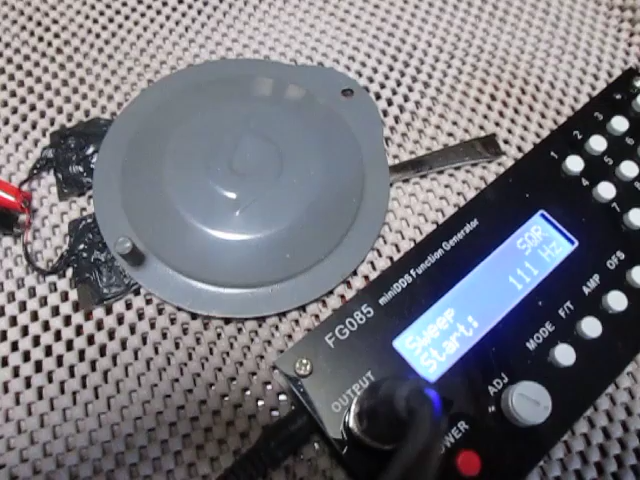 FG085 miniDDS Function Generator
Sweep SQR
Start: 111 Hz
OUTPUT
ADJ
MODE F/T AMP OFS
1 2 3
4 5 6
7